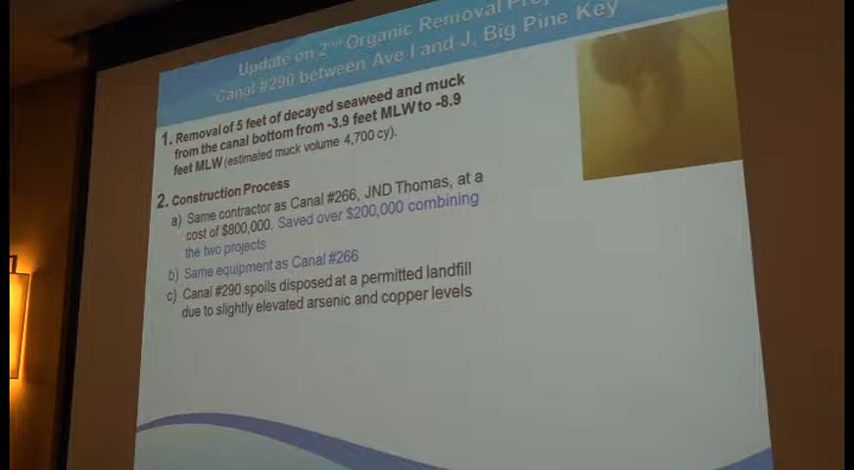 Update on 2nd Organic Removal
Canal #290 between Ave I and J, Big Pine Key
1. Removal of 5 feet of decayed seaweed and muck
from the canal bottom from -3.9 feet MLW to -8.9
feet MLW (estimated muck volume 4,700 cy).
2. Construction Process
a) Same contractor as Canal #266, JND Thomas, at a
cost of $800,000. Saved over $200,000 combining
the two projects
b) Same equipment as Canal #266
c) Canal #290 spoils disposed at a permitted landfill
due to slightly elevated arsenic and copper levels